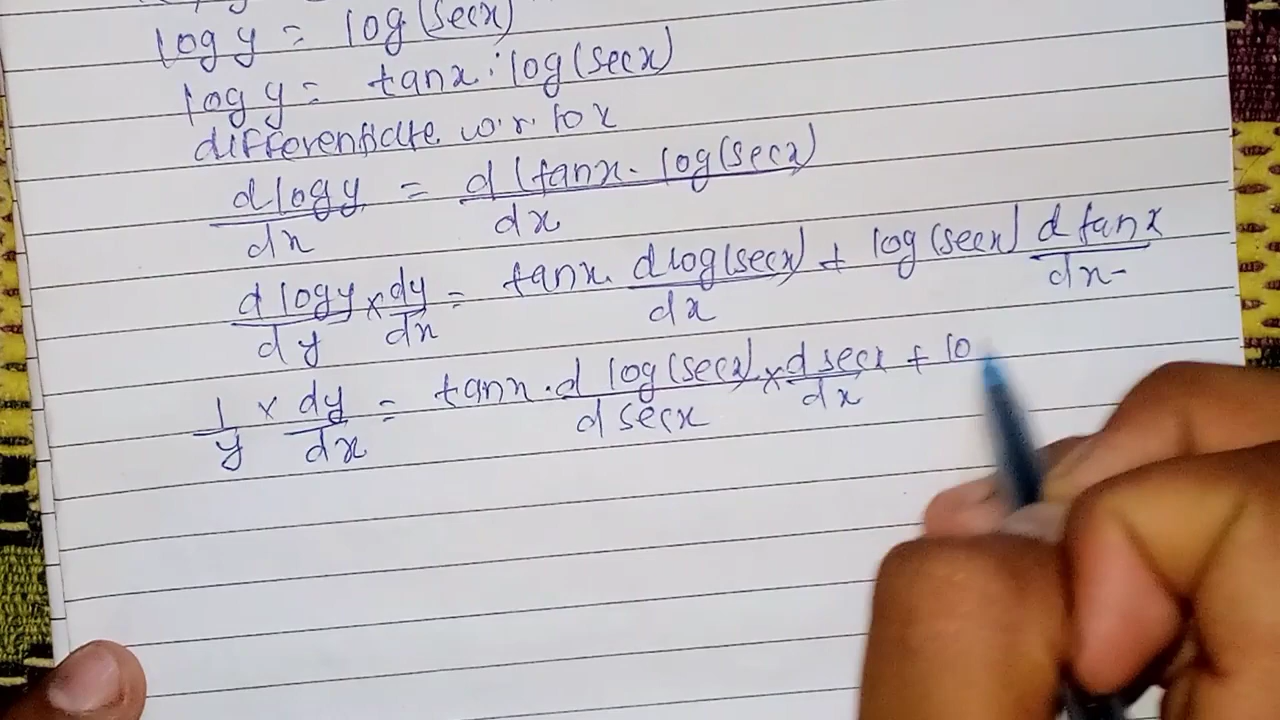 log y = log (secx)
log y = tanx . log (secx)
differentiate w.r. to x
d log y / dx = d (tanx . log (secx) / dx
d log y / dy × dy / dx = tanx . d log (secx) / dx + log (secx) d tanx / dx
1 / y × dy / dx = tanx . d log (secx) / d secx × d secx / dx + lo